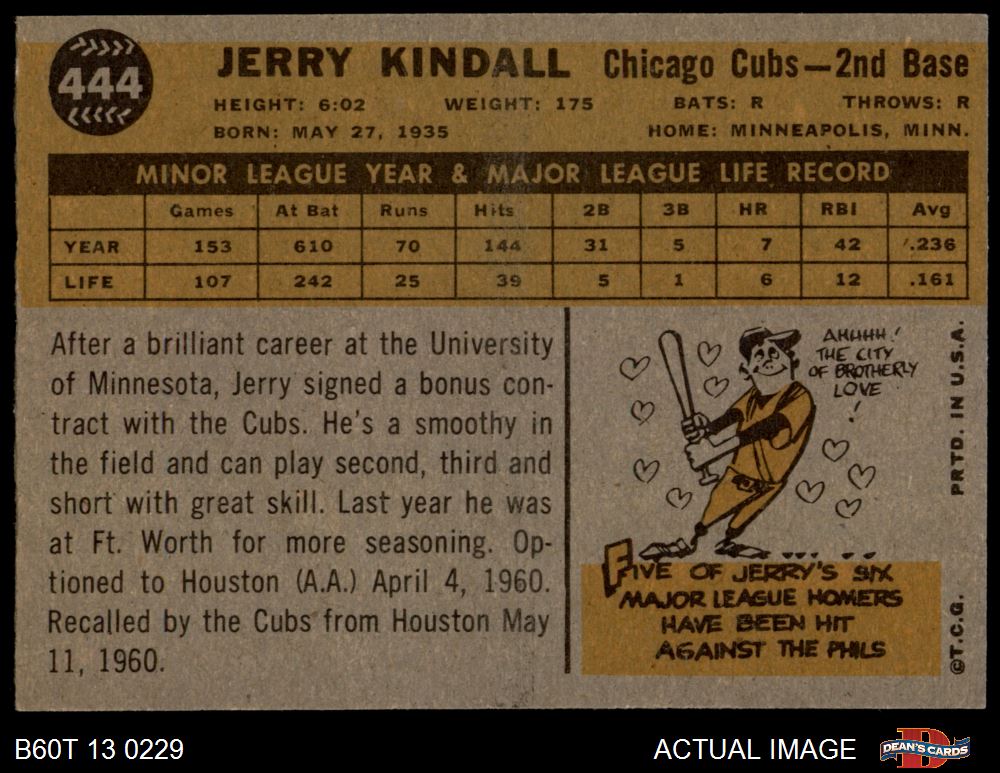 444
JERRY KINDALL Chicago Cubs—2nd Base
HEIGHT: 6:02 WEIGHT: 175 BATS: R THROWS: R
BORN: MAY 27, 1935 HOME: MINNEAPOLIS, MINN.
MINOR LEAGUE YEAR & MAJOR LEAGUE LIFE RECORD
Games At Bat Runs Hits 2B 3B HR RBI Avg
YEAR 153 610 70 144 31 5 7 42 .236
LIFE 107 242 25 39 5 1 6 12 .161
After a brilliant career at the University
of Minnesota, Jerry signed a bonus con-
tract with the Cubs. He's a smoothy in
the field and can play second, third and
short with great skill. Last year he was
at Ft. Worth for more seasoning. Op-
tioned to Houston (A.A.) April 4, 1960.
Recalled by the Cubs from Houston May
11, 1960.
AHHHH!
THE CITY
OF BROTHERLY
LOVE
!
FIVE OF JERRY'S SIX
MAJOR LEAGUE HOMERS
HAVE BEEN HIT
AGAINST THE PHILS
©T.C.G. PRTD. IN U.S.A.
B60T 13 0229 ACTUAL IMAGE DEAN'S CARDS